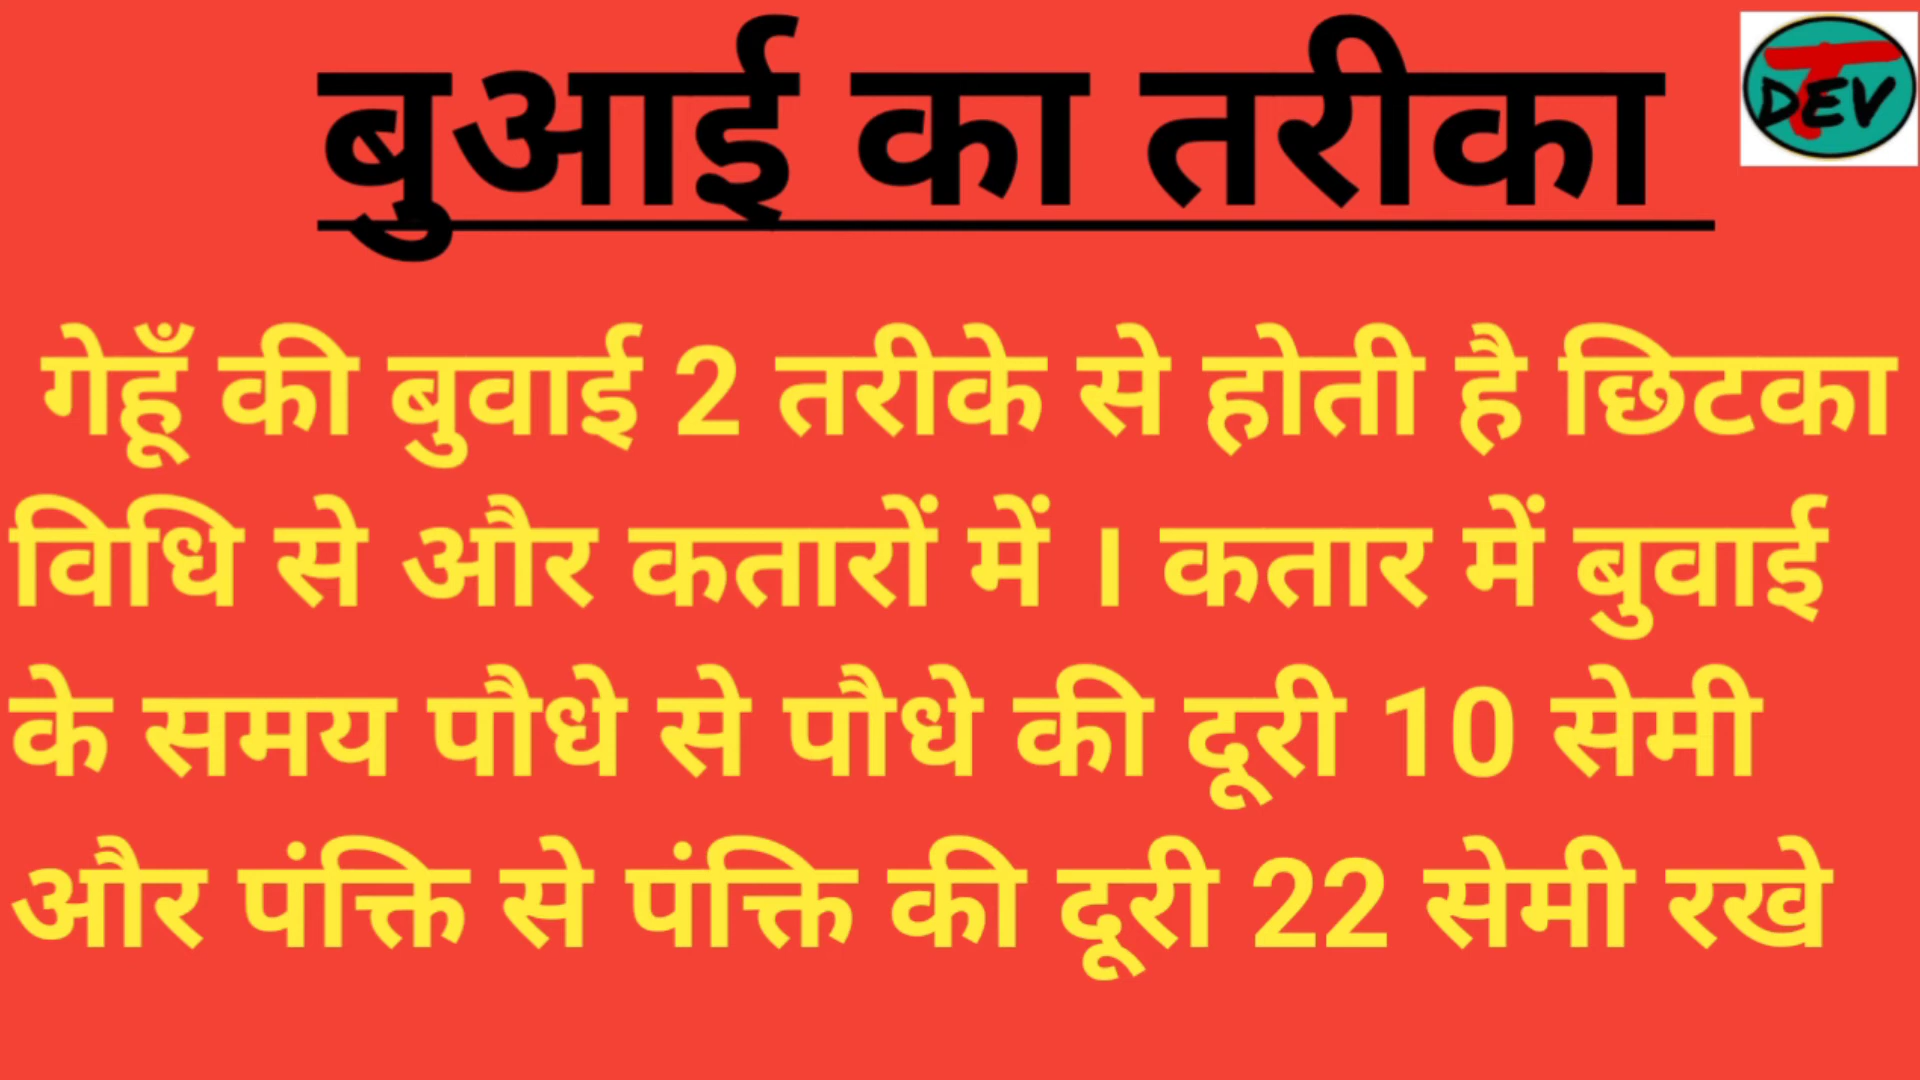 बुआई का तरीका
T
DEV
गेहूँ की बुवाई 2 तरीके से होती है छिटका
विधि से और कतारों में । कतार में बुवाई
के समय पौधे से पौधे की दूरी 10 सेमी
और पंक्ति से पंक्ति की दूरी 22 सेमी रखे